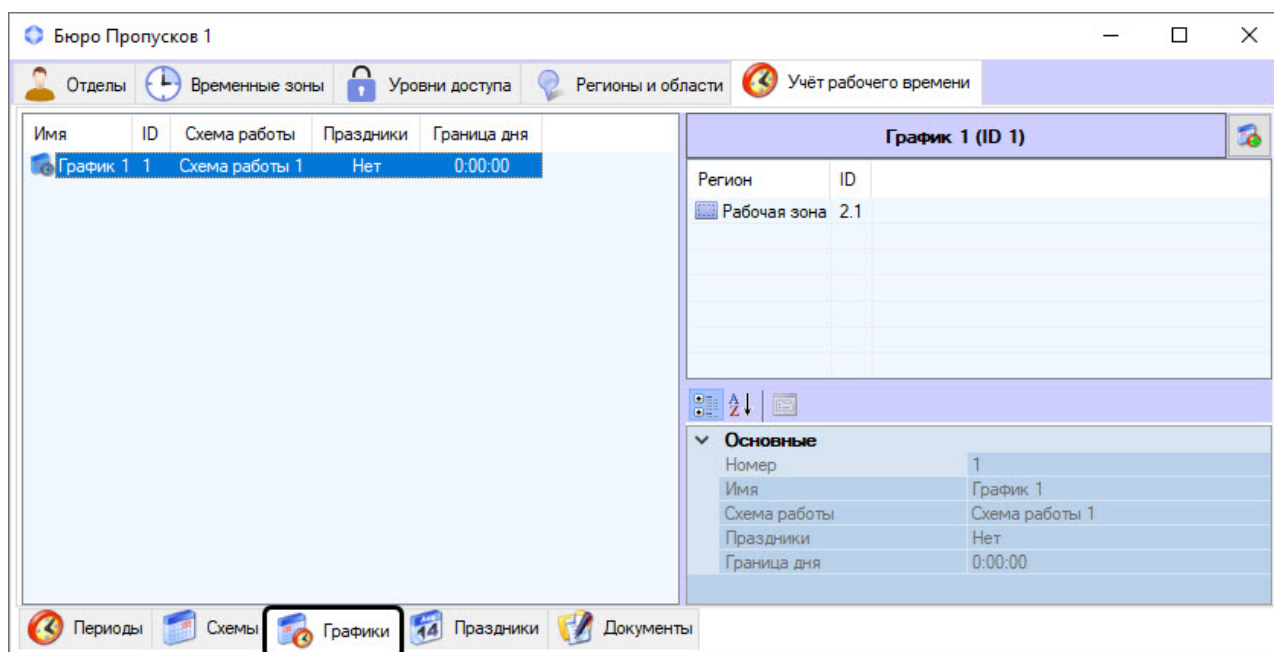 Бюро Пропусков 1
Отделы Временные зоны Уровни доступа Регионы и области Учёт рабочего времени
Имя ID Схема работы Праздники Граница дня
График 1 1 Схема работы 1 Нет 0:00:00
График 1 (ID 1)
Регион ID
Рабочая зона 2.1
Основные
Номер 1
Имя График 1
Схема работы Схема работы 1
Праздники Нет
Граница дня 0:00:00
Периоды Схемы Графики Праздники Документы